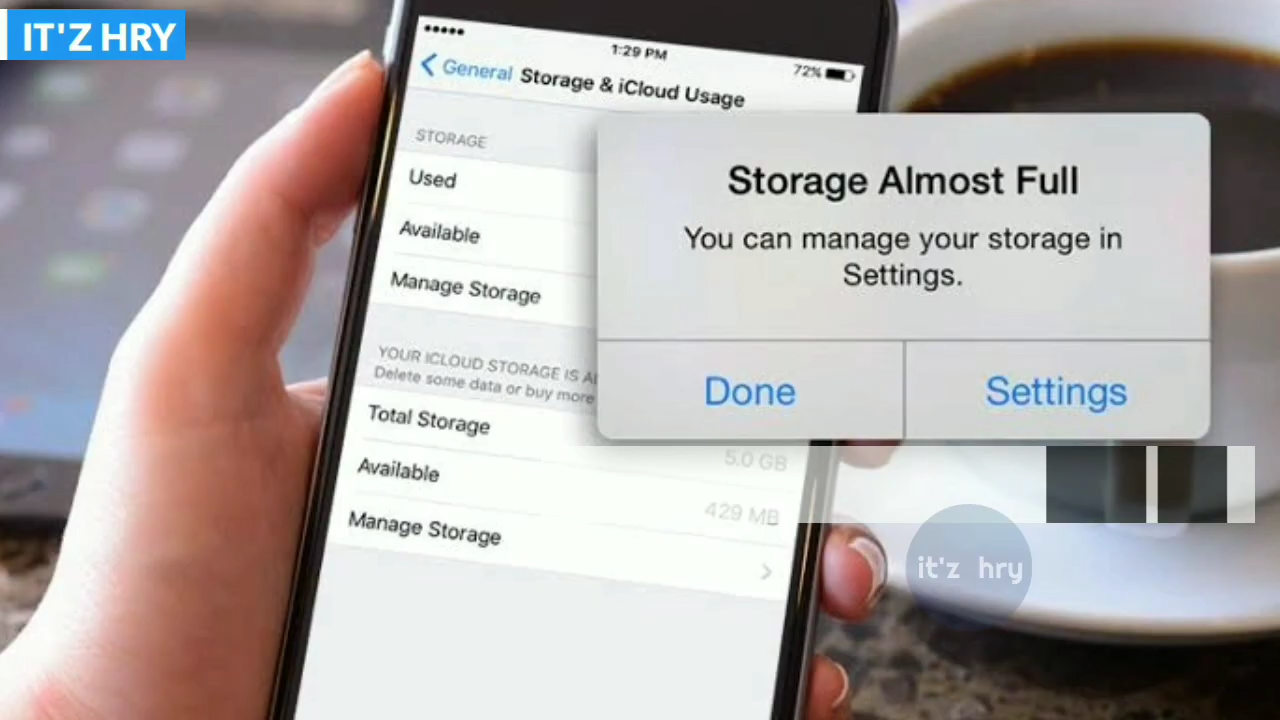 IT'Z HRY
1:29 PM
72%
General Storage & iCloud Usage
STORAGE
Used
Available
Manage Storage
Storage Almost Full
You can manage your storage in
Settings.
Done
Settings
YOUR ICLOUD STORAGE IS
Delete some data or buy more
Total Storage
5.0 GB
Available
429 MB
Manage Storage
it'z hry